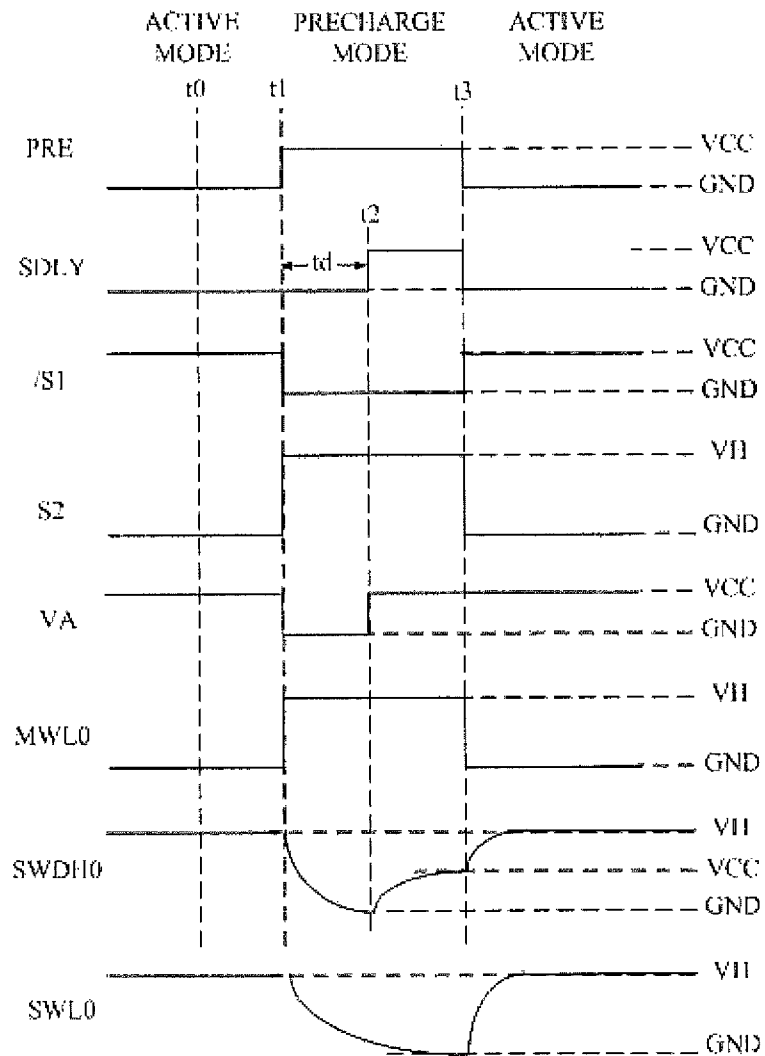 ACTIVE MODE
PRECHARGE MODE
ACTIVE MODE
t0
t1
t3
PRE
VCC
GND
t2
SDLY
td
VCC
GND
/S1
VCC
GND
S2
VH
GND
VA
VCC
GND
MWL0
VH
GND
SWDH0
VH
VCC
GND
SWL0
VH
GND